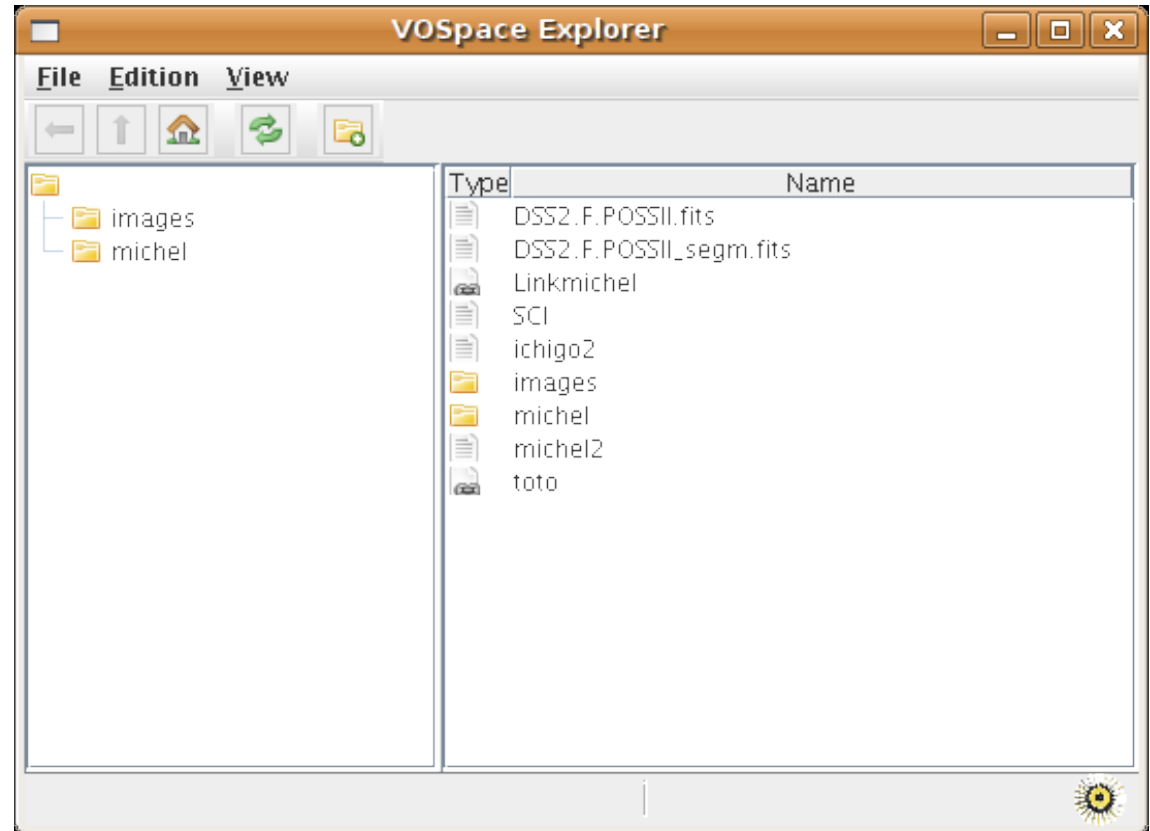 VOSpace Explorer
File Edition View
Type Name
images
michel
DSS2.F.POSSII.fits
DSS2.F.POSSII_segm.fits
Linkmichel
SCI
ichigo2
images
michel
michel2
toto